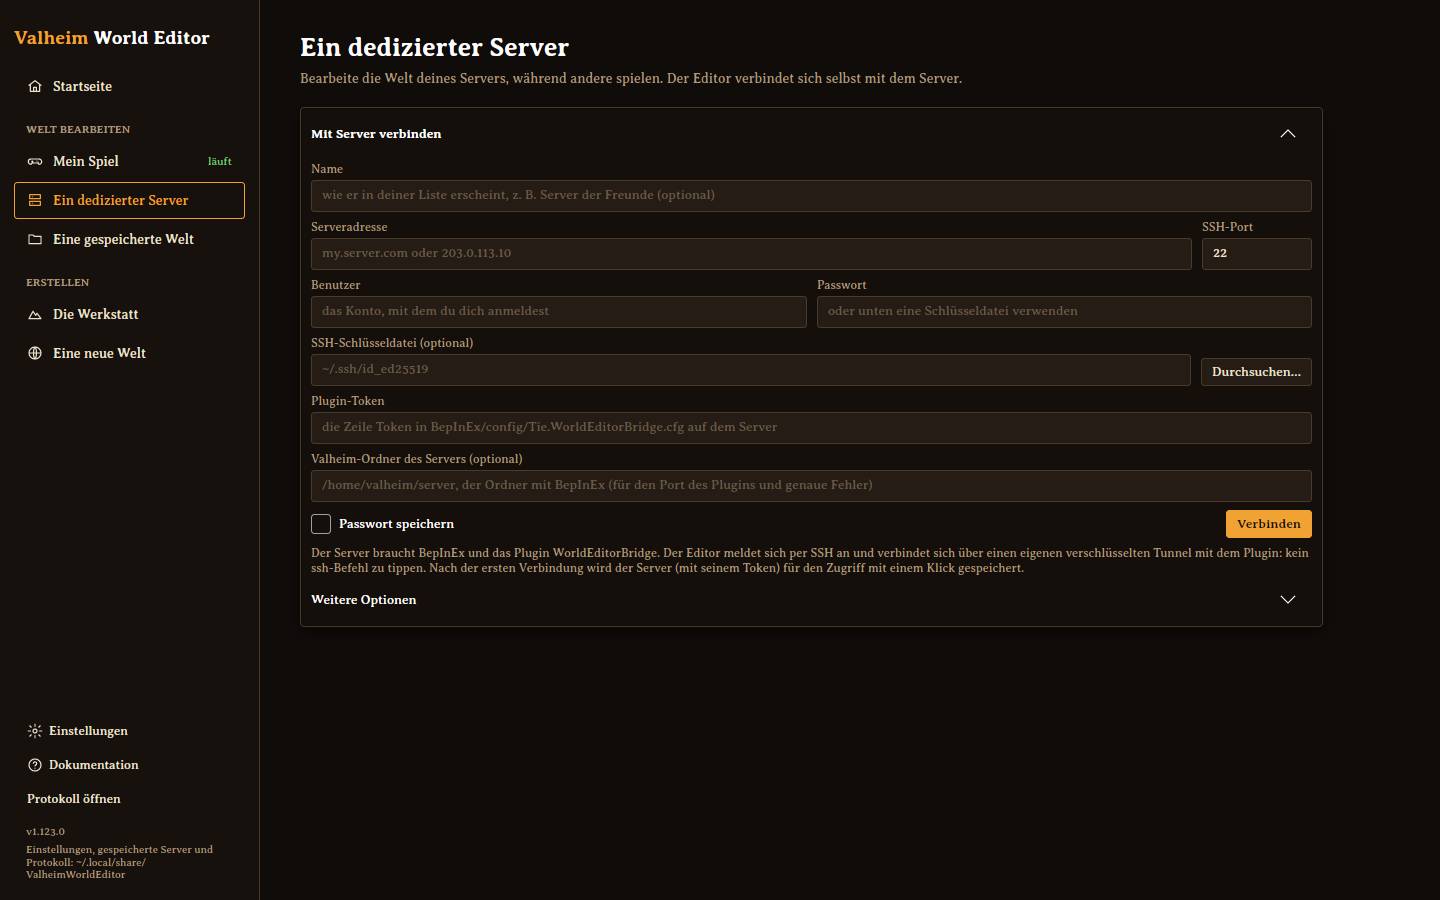 Valheim World Editor
Startseite
WELT BEARBEITEN
Mein Spiel
läuft
Ein dedizierter Server
Eine gespeicherte Welt
ERSTELLEN
Die Werkstatt
Eine neue Welt
Einstellungen
Dokumentation
Protokoll öffnen
v1.123.0
Einstellungen, gespeicherte Server und
Protokoll: ~/.local/share/
ValheimWorldEditor
Ein dedizierter Server
Bearbeite die Welt deines Servers, während andere spielen. Der Editor verbindet sich selbst mit dem Server.
Mit Server verbinden
Name
wie er in deiner Liste erscheint, z. B. Server der Freunde (optional)
Serveradresse
SSH-Port
my.server.com oder 203.0.113.10
22
Benutzer
Passwort
das Konto, mit dem du dich anmeldest
oder unten eine Schlüsseldatei verwenden
SSH-Schlüsseldatei (optional)
~/.ssh/id_ed25519
Durchsuchen...
Plugin-Token
die Zeile Token in BepInEx/config/Tie.WorldEditorBridge.cfg auf dem Server
Valheim-Ordner des Servers (optional)
/home/valheim/server, der Ordner mit BepInEx (für den Port des Plugins und genaue Fehler)
Passwort speichern
Verbinden
Der Server braucht BepInEx und das Plugin WorldEditorBridge. Der Editor meldet sich per SSH an und verbindet sich über einen eigenen verschlüsselten Tunnel mit dem Plugin: kein
ssh-Befehl zu tippen. Nach der ersten Verbindung wird der Server (mit seinem Token) für den Zugriff mit einem Klick gespeichert.
Weitere Optionen